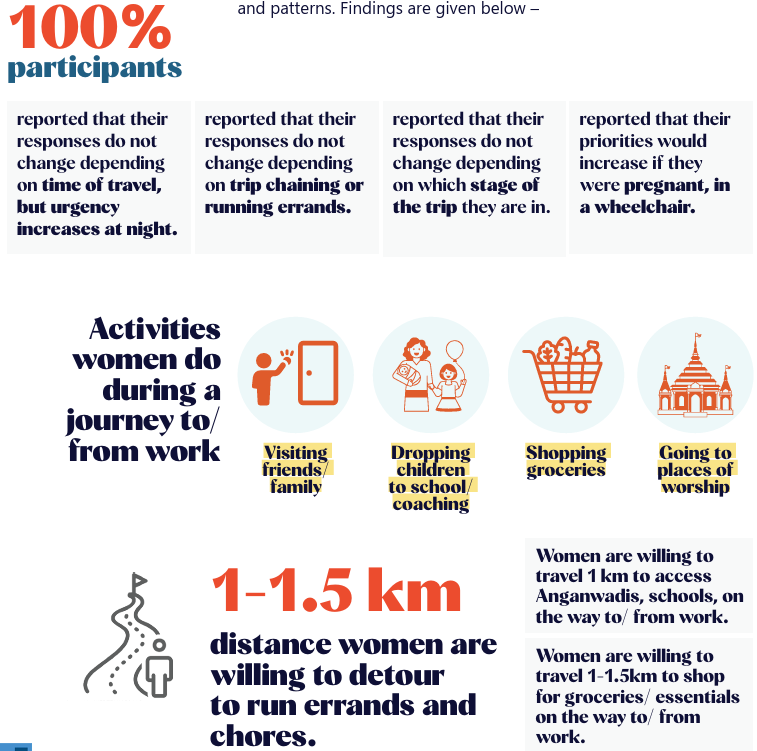 and patterns. Findings are given below –
100%
participants
reported that their
responses do not
change depending
on time of travel,
but urgency
increases at night.
reported that their
responses do not
change depending
on trip chaining or
running errands.
reported that their
responses do not
change depending
on which stage of
the trip they are in.
reported that their
priorities would
increase if they
were pregnant, in
a wheelchair.
Activities
women do
during a
journey to/
from work
Visiting
friends/
family
Dropping
children
to school/
coaching
Shopping
groceries
Going to
places of
worship
1-1.5 km
distance women are
willing to detour
to run errands and
chores.
Women are willing to
travel 1 km to access
Anganwadis, schools, on
the way to/ from work.
Women are willing to
travel 1-1.5km to shop
for groceries/ essentials
on the way to/ from
work.